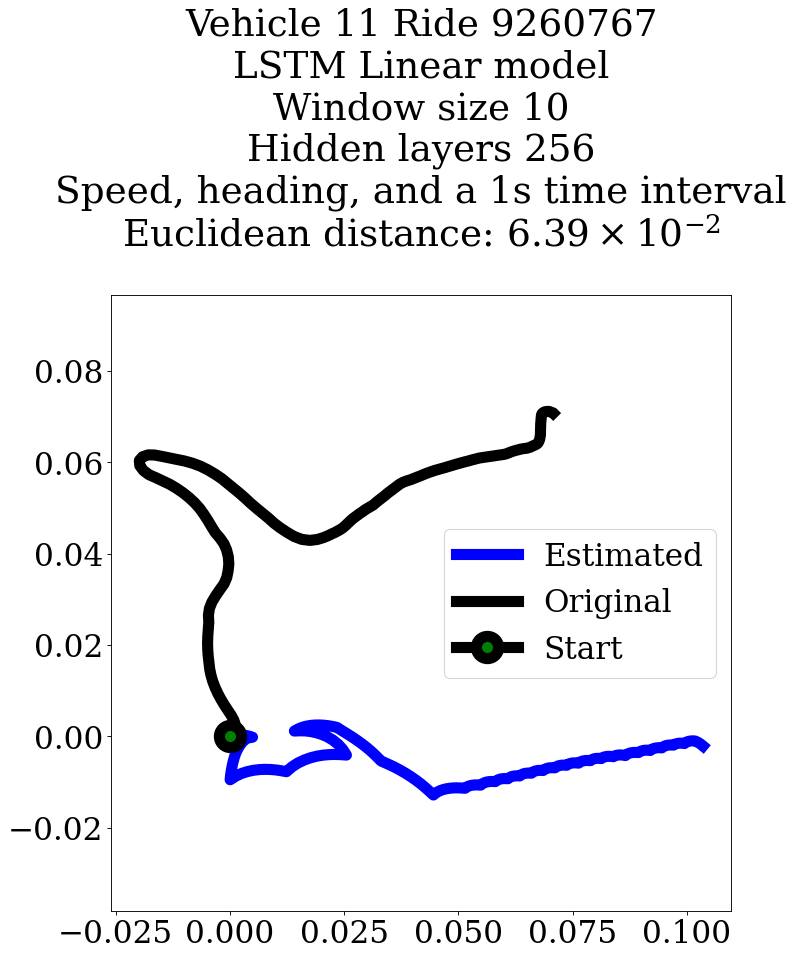 Vehicle 11 Ride 9260767
LSTM Linear model
Window size 10
Hidden layers 256
Speed, heading, and a 1s time interval
Euclidean distance: 6.39 × 10⁻²
0.08
0.06
0.04
0.02
0.00
−0.02
Estimated
Original
Start
−0.025 0.000 0.025 0.050 0.075 0.100